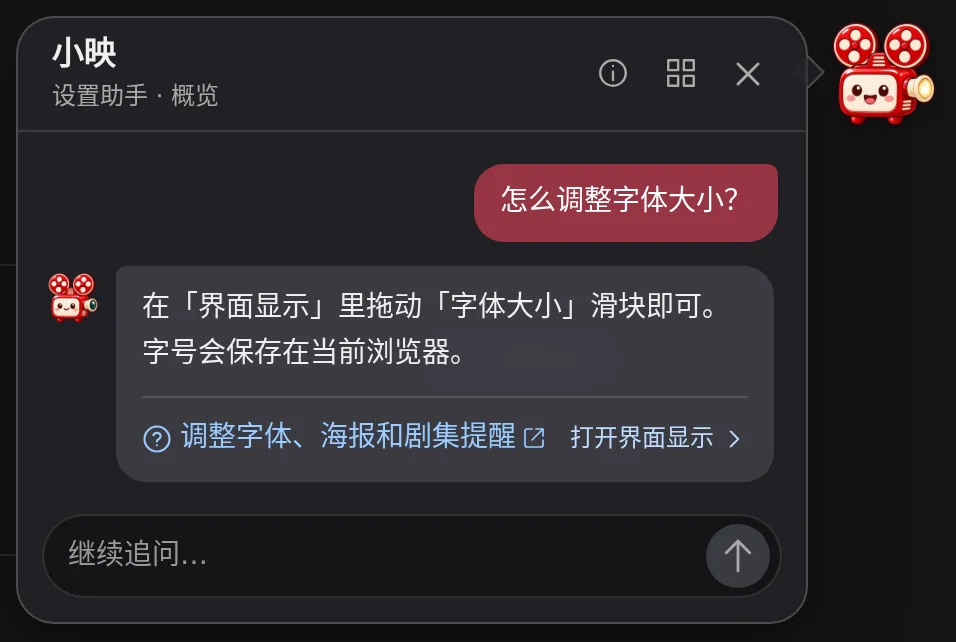 小映
设置助手 · 概览
怎么调整字体大小？
在「界面显示」里拖动「字体大小」滑块即可。
字号会保存在当前浏览器。
调整字体、海报和剧集提醒
打开界面显示
继续追问…